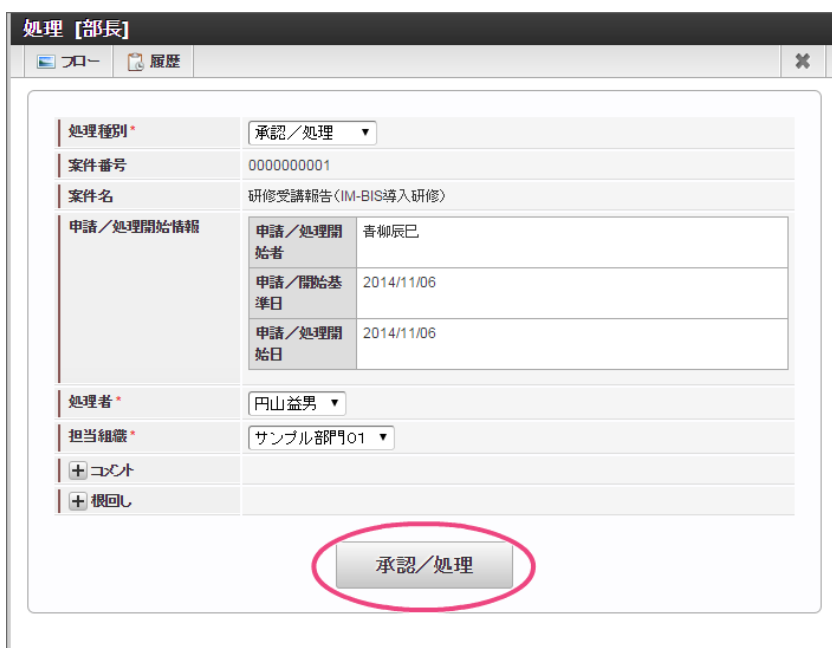 処理 [部長]
フロー 履歴
処理種別* 承認／処理
案件番号 0000000001
案件名 研修受講報告（IM-BIS導入研修）
申請／処理開始情報 申請／処理開
始者 青柳辰巳
申請／開始基
準日 2014/11/06
申請／処理開
始日 2014/11/06
処理者* 円山益男
担当組織* サンプル部門01
コメント
根回し
承認／処理